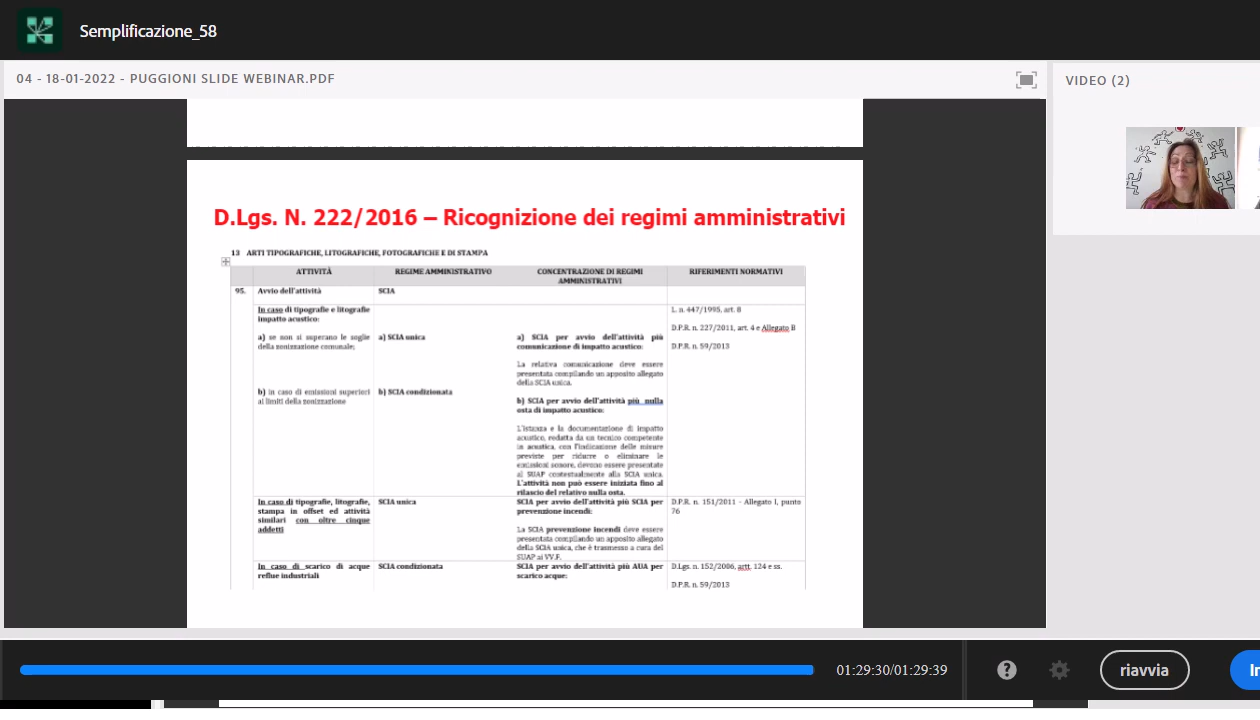 Semplificazione_58
04 - 18-01-2022 - PUGGIONI SLIDE WEBINAR.PDF
VIDEO (2)
D.Lgs. N. 222/2016 – Ricognizione dei regimi amministrativi
13 ARTI TIPOGRAFICHE, LITOGRAFICHE, FOTOGRAFICHE E DI STAMPA
ATTIVITÀ
REGIME AMMINISTRATIVO
CONCENTRAZIONE DI REGIMI
AMMINISTRATIVI
RIFERIMENTI NORMATIVI
95.
Avvio dell'attività
SCIA
In caso di tipografie e litografie
impatto acustico:
L. n. 447/1995, art. 8
D.P.R. n. 227/2011, art. 4 e Allegato B
D.P.R. n. 59/2013
a) se non si superano le soglie
della zonizzazione comunale;
a) SCIA unica
a) SCIA per avvio dell'attività più
comunicazione di impatto acustico:
La relativa comunicazione deve essere
presentata compilando un apposito allegato
della SCIA unica.
b) in caso di emissioni superiori
ai limiti della zonizzazione
b) SCIA condizionata
b) SCIA per avvio dell'attività più nulla
osta di impatto acustico:
L'istanza e la documentazione di impatto
acustico, redatta da un tecnico competente
in acustica, con l'indicazione delle misure
previste per ridurre o eliminare le
emissioni sonore, devono essere presentate
al SUAP contestualmente alla SCIA unica.
L'attività non può essere iniziata fino al
rilascio del relativo nulla osta.
In caso di tipografie, litografie,
stampa in offset ed attività
similari con oltre cinque
addetti
SCIA unica
SCIA per avvio dell'attività più SCIA per
prevenzione incendi:
La SCIA prevenzione incendi deve essere
presentata compilando un apposito allegato
della SCIA unica, che è trasmesso a cura del
SUAP ai VV.F.
D.P.R. n. 151/2011 - Allegato I, punto
76
In caso di scarico di acque
reflue industriali
SCIA condizionata
SCIA per avvio dell'attività più AUA per
scarico acque:
D.Lgs. n. 152/2006, artt. 124 e ss.
D.P.R. n. 59/2013
01:29:30/01:29:39
riavvia